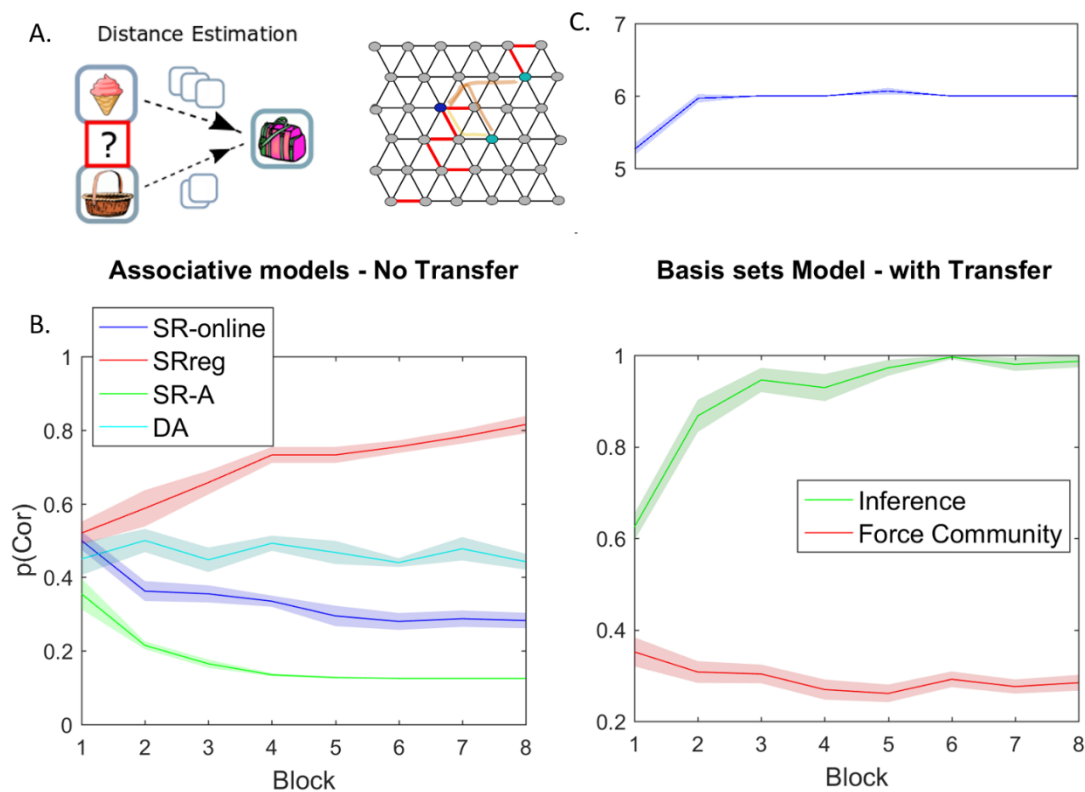 A.
Distance Estimation
?
C.
7
6
5
Associative models - No Transfer
B.
SR-online
SRreg
SR-A
DA
1
0.8
0.6
0.4
0.2
0
p(Cor)
1 2 3 4 5 6 7 8
Block
Basis sets Model - with Transfer
1
0.8
0.6
0.4
0.2
Inference
Force Community
1 2 3 4 5 6 7 8
Block